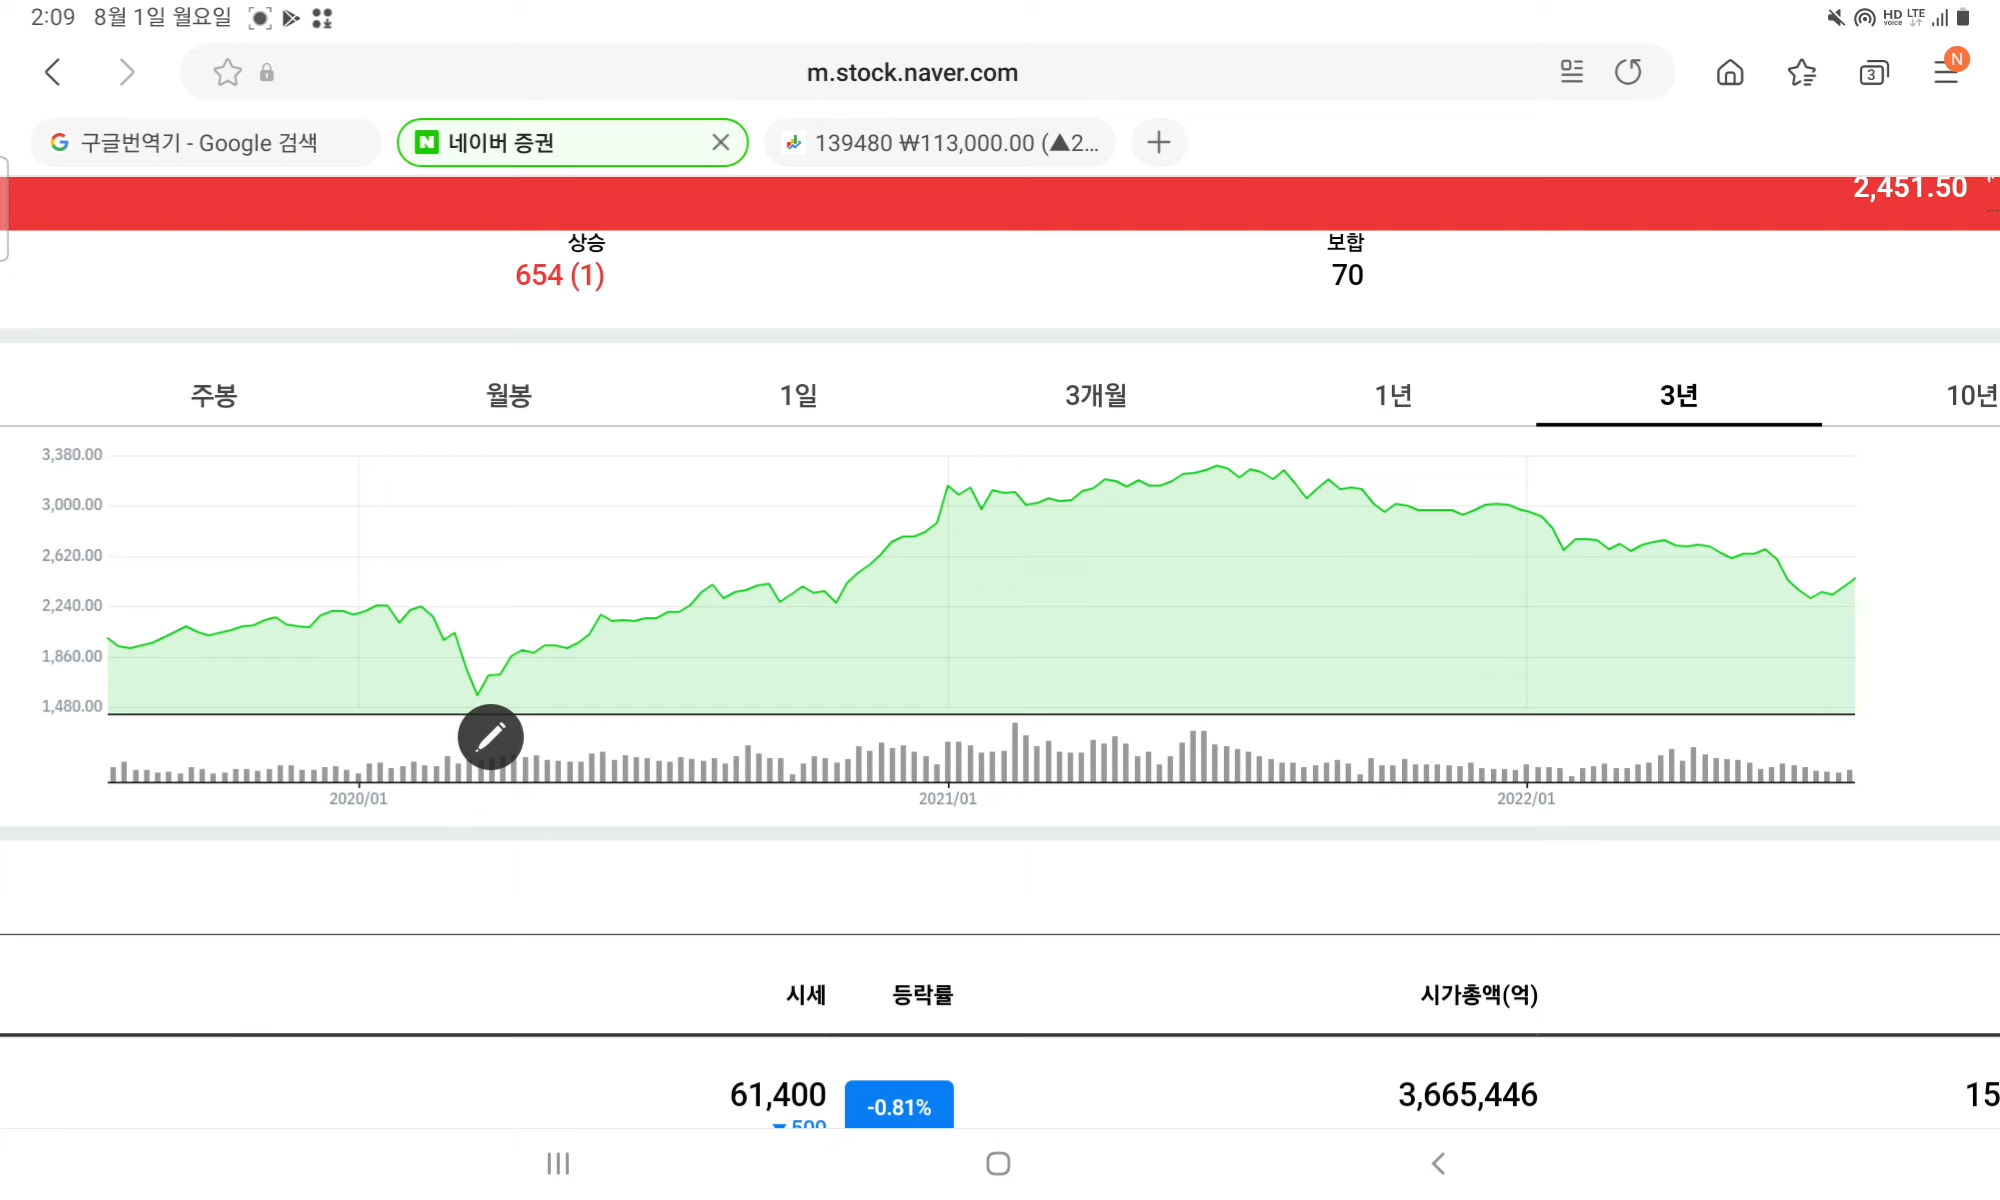 2:09 8월 1일 월요일 HD voice LTE
m.stock.naver.com 3 N
구글번역기 - Google 검색 네이버 증권 139480 ₩113,000.00 (▲2...
2,451.50
상승 보합
654 (1) 70
주봉 월봉 1일 3개월 1년 3년 10년
3,380.00
3,000.00
2,620.00
2,240.00
1,860.00
1,480.00
2020/01 2021/01 2022/01
시세 등락률 시가총액(억)
61,400 -0.81% 3,665,446 15
▼500